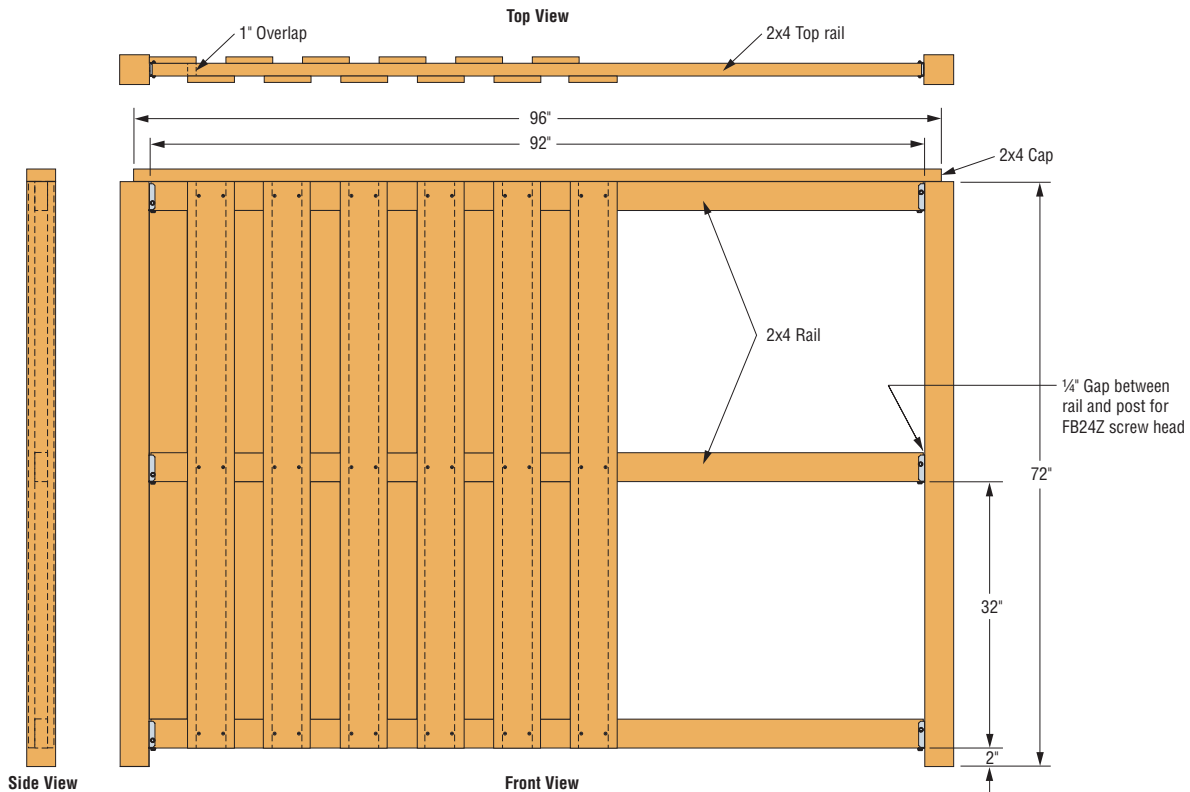 Top View
1" Overlap
2x4 Top rail
96"
92"
2x4 Cap
2x4 Rail
¼" Gap between
rail and post for
FB24Z screw head
72"
32"
2"
Side View
Front View